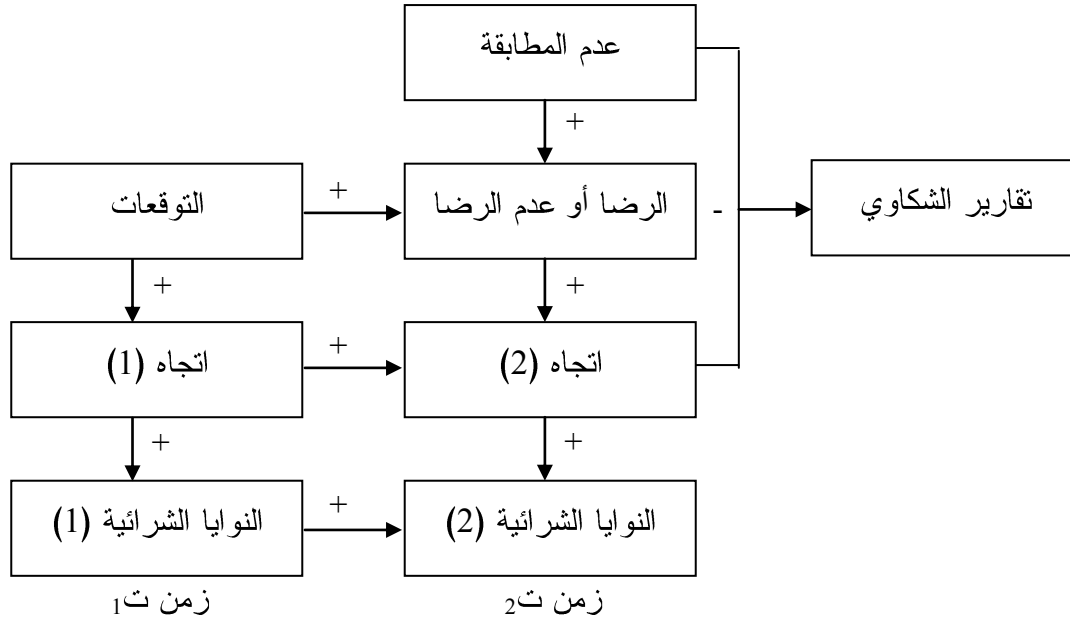 عدم المطابقة
+
التوقعات
+
الرضا أو عدم الرضا
-
تقارير الشكاوي
+
+
اتجاه (1)
+
اتجاه (2)
+
+
النوايا الشرائية (1)
+
النوايا الشرائية (2)
زمن ت1
زمن ت2